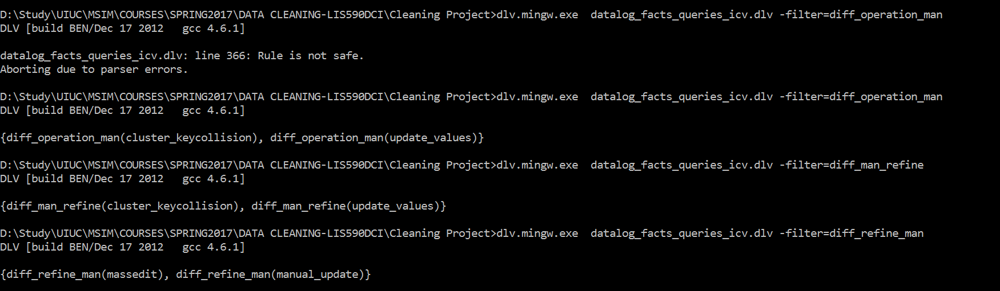 D:\Study\UIUC\MSIM\COURSES\SPRING2017\DATA CLEANING-LIS590DCI\Cleaning Project>dlv.mingw.exe  datalog_facts_queries_icv.dlv -filter=diff_operation_man
DLV [build BEN/Dec 17 2012   gcc 4.6.1]
datalog_facts_queries_icv.dlv: line 366: Rule is not safe.
Aborting due to parser errors.
D:\Study\UIUC\MSIM\COURSES\SPRING2017\DATA CLEANING-LIS590DCI\Cleaning Project>dlv.mingw.exe  datalog_facts_queries_icv.dlv -filter=diff_operation_man
DLV [build BEN/Dec 17 2012   gcc 4.6.1]
{diff_operation_man(cluster_keycollision), diff_operation_man(update_values)}
D:\Study\UIUC\MSIM\COURSES\SPRING2017\DATA CLEANING-LIS590DCI\Cleaning Project>dlv.mingw.exe  datalog_facts_queries_icv.dlv -filter=diff_man_refine
DLV [build BEN/Dec 17 2012   gcc 4.6.1]
{diff_man_refine(cluster_keycollision), diff_man_refine(update_values)}
D:\Study\UIUC\MSIM\COURSES\SPRING2017\DATA CLEANING-LIS590DCI\Cleaning Project>dlv.mingw.exe  datalog_facts_queries_icv.dlv -filter=diff_refine_man
DLV [build BEN/Dec 17 2012   gcc 4.6.1]
{diff_refine_man(massedit), diff_refine_man(manual_update)}